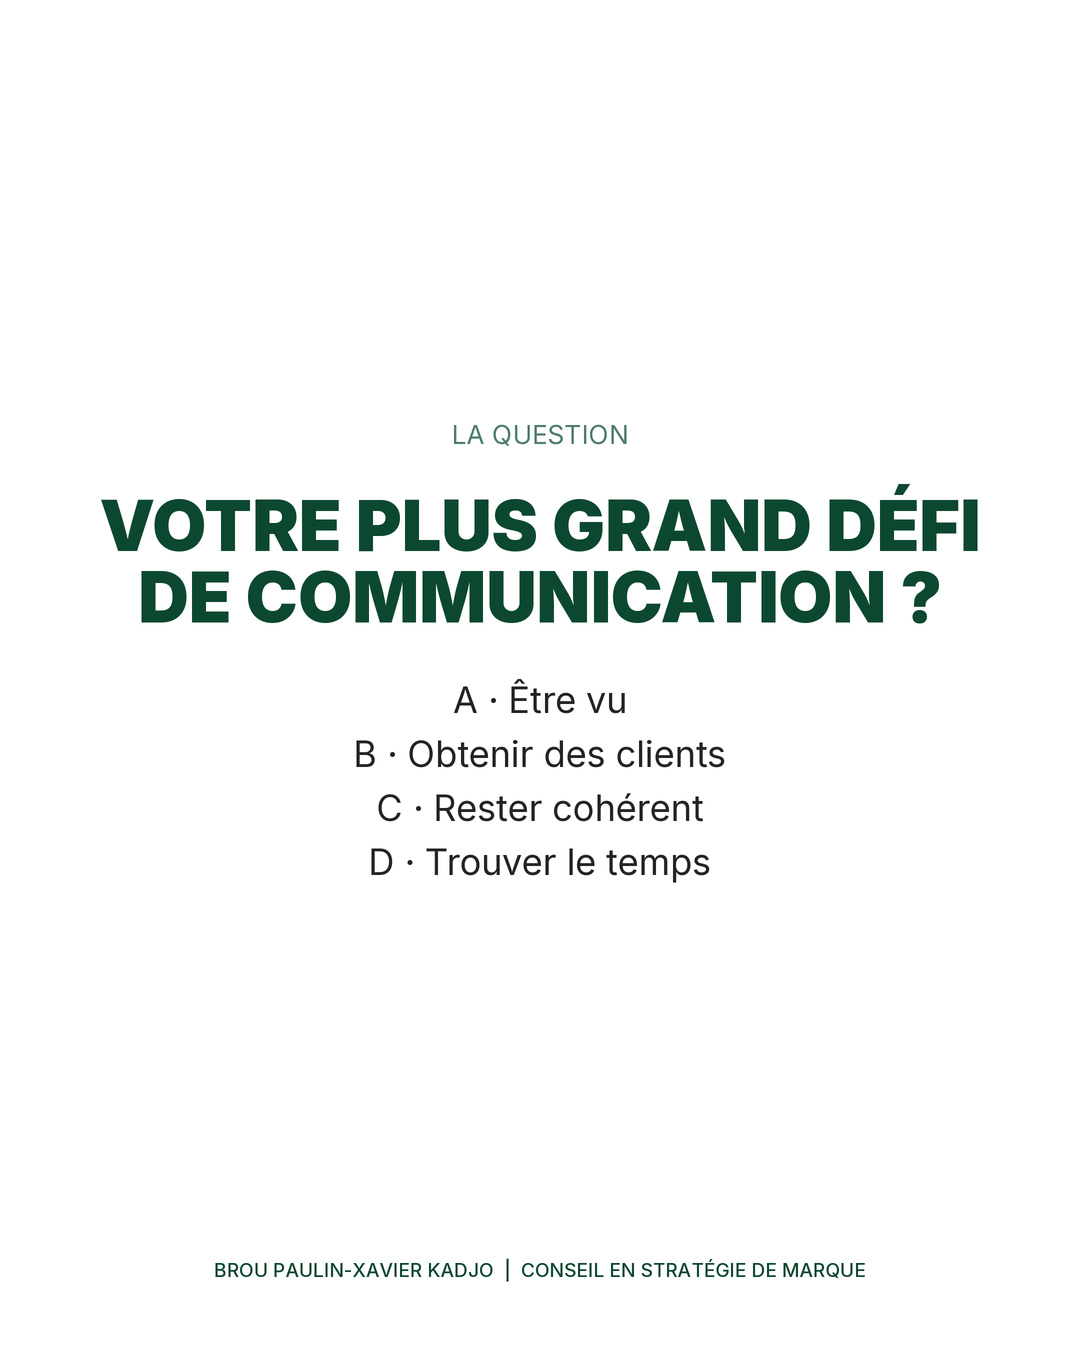 LA QUESTION
VOTRE PLUS GRAND DÉFI
DE COMMUNICATION ?
A · Être vu
B · Obtenir des clients
C · Rester cohérent
D · Trouver le temps
BROU PAULIN-XAVIER KADJO | CONSEIL EN STRATÉGIE DE MARQUE